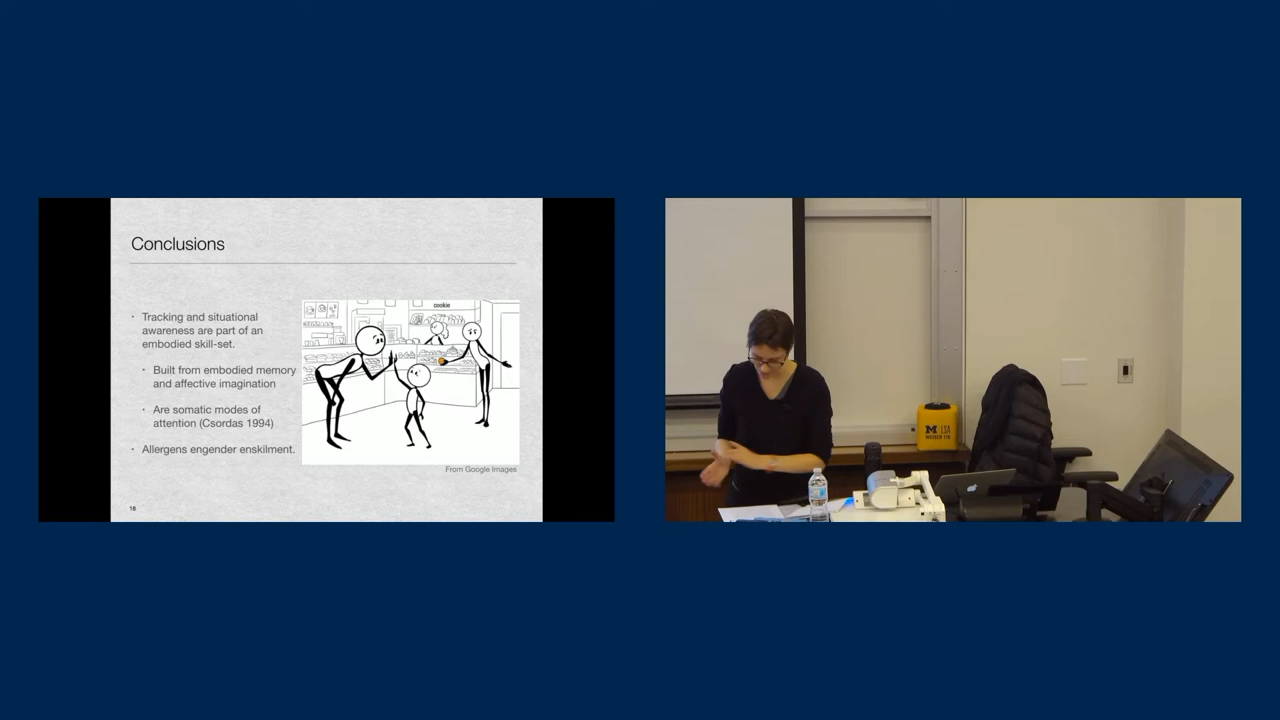 Conclusions
• Tracking and situational
awareness are part of an
embodied skill-set.
• Built from embodied memory
and affective imagination
• Are somatic modes of
attention (Csordas 1994)
• Allergens engender enskilment.
cookie
From Google Images
18
M LSA
WEISER 110